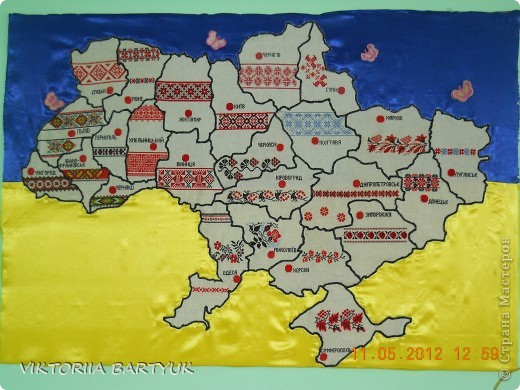 ЧЕРНІГІВ
СУМИ
ЛУЦЬК
РІВНЕ
ЖИТОМИР
КИЇВ
ХАРКІВ
ЛЬВІВ
ТЕРНОПІЛЬ
ХМЕЛЬНИЦЬКИЙ
ЧЕРКАСИ
ПОЛТАВА
ІВАНО-
ФРАНКІВСЬК
УЖГОРОД
ВІННИЦЯ
ЛУГАНСЬК
ЧЕРНІВЦІ
КІРОВОГРАД
ДНІПРОПЕТРОВСЬК
ДОНЕЦЬК
ЗАПОРІЖЖЯ
МИКОЛАЇВ
ОДЕСА
ХЕРСОН
СІМФЕРОПОЛЬ
11.05.2012 12:59
VIKTORIIA BARTYUK
© Страна Мастеров